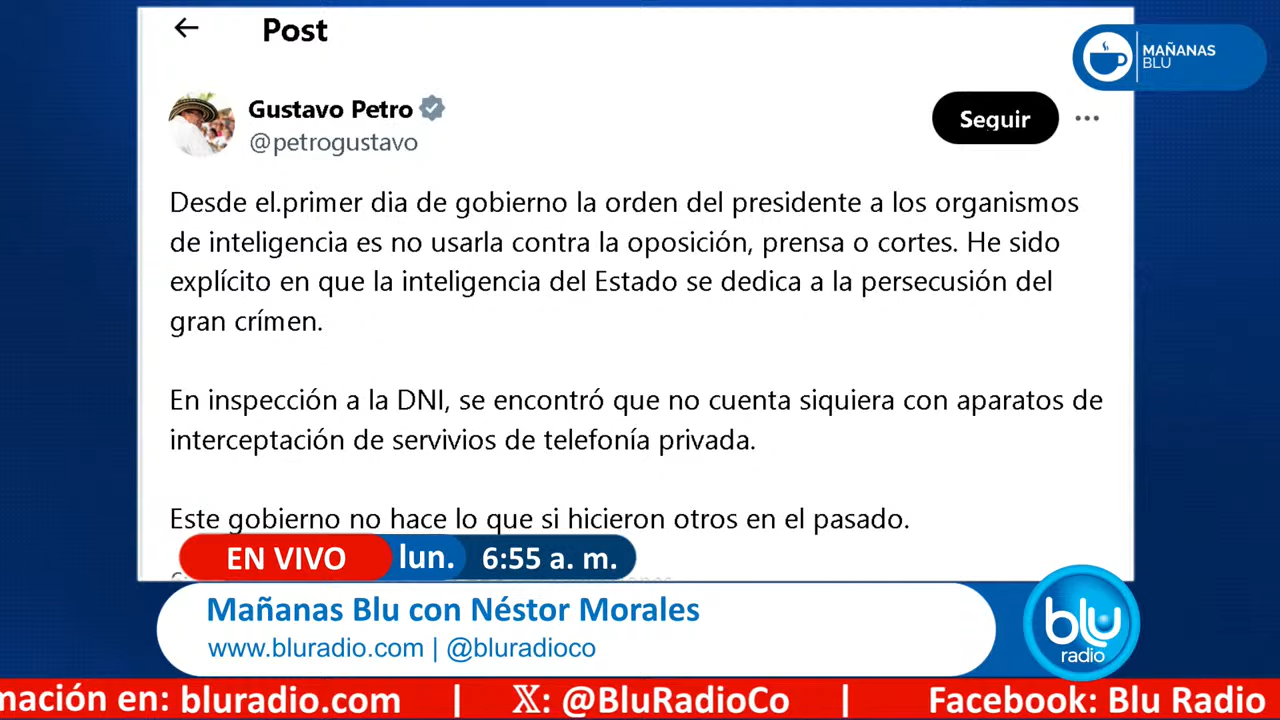 Post
MAÑANAS
BLU
Gustavo Petro
@petrogustavo
Seguir
Desde el.primer dia de gobierno la orden del presidente a los organismos
de inteligencia es no usarla contra la oposición, prensa o cortes. He sido
explícito en que la inteligencia del Estado se dedica a la persecusión del
gran crímen.
En inspección a la DNI, se encontró que no cuenta siquiera con aparatos de
interceptación de servivios de telefonía privada.
Este gobierno no hace lo que si hicieron otros en el pasado.
EN VIVO lun. 6:55 a. m.
Mañanas Blu con Néstor Morales
www.bluradio.com | @bluradioco
blu
radio
mación en: bluradio.com | X: @BluRadioCo | Facebook: Blu Radio